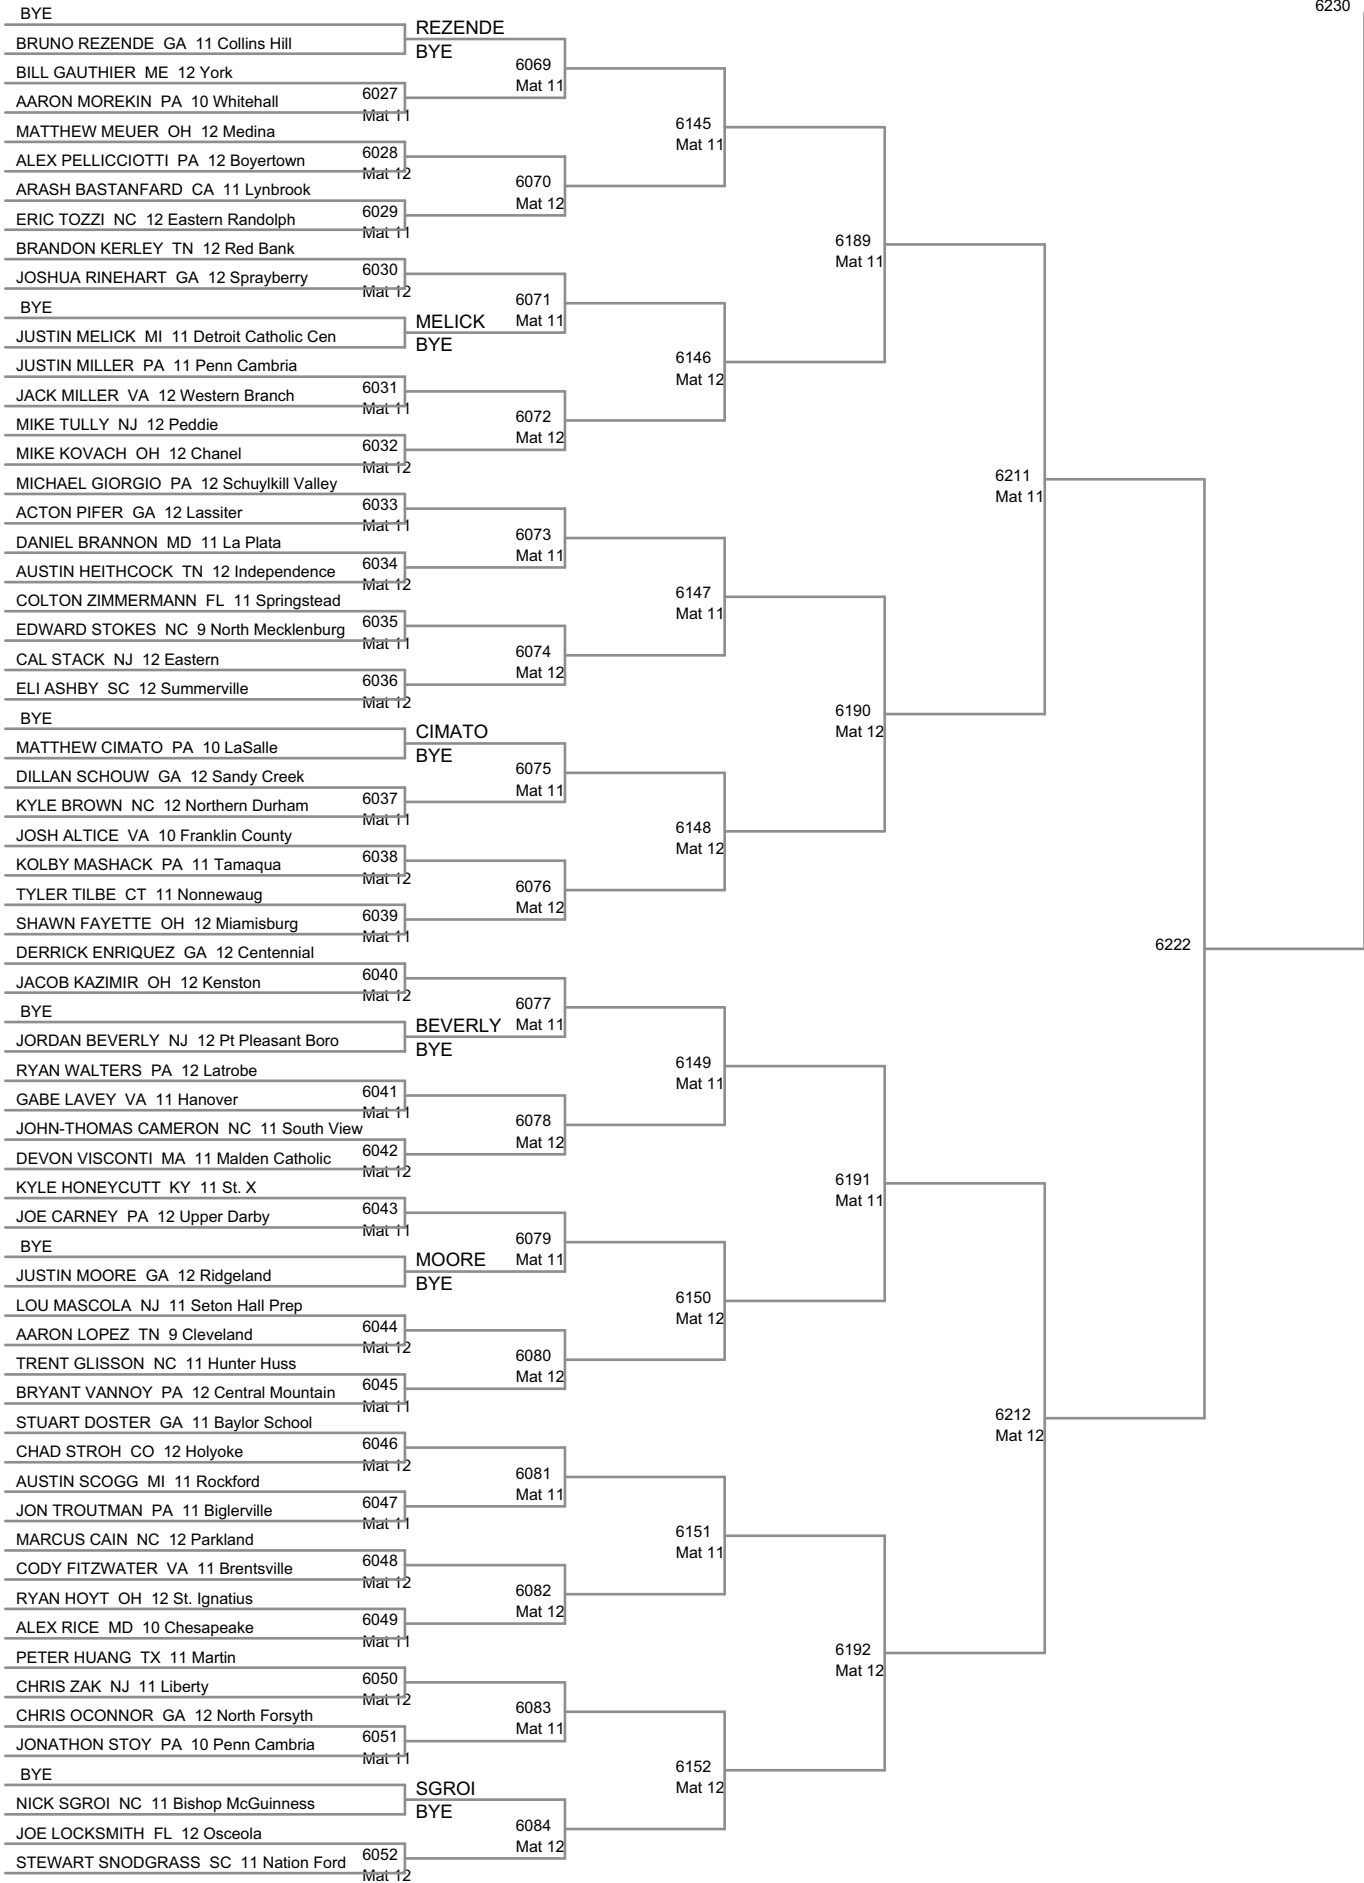 6230
BYE
BRUNO REZENDE GA 11 Collins Hill
REZENDE
BYE
BILL GAUTHIER ME 12 York
AARON MOREKIN PA 10 Whitehall
6027
Mat 11
6069
Mat 11
MATTHEW MEUER OH 12 Medina
ALEX PELLICCIOTTI PA 12 Boyertown
6028
Mat 12
6145
Mat 11
ARASH BASTANFARD CA 11 Lynbrook
ERIC TOZZI NC 12 Eastern Randolph
6029
Mat 11
6070
Mat 12
BRANDON KERLEY TN 12 Red Bank
JOSHUA RINEHART GA 12 Sprayberry
6030
Mat 12
6189
Mat 11
BYE
JUSTIN MELICK MI 11 Detroit Catholic Cen
MELICK
BYE
6071
Mat 11
JUSTIN MILLER PA 11 Penn Cambria
JACK MILLER VA 12 Western Branch
6031
Mat 11
6146
Mat 12
MIKE TULLY NJ 12 Peddie
MIKE KOVACH OH 12 Chanel
6032
Mat 12
6072
Mat 12
MICHAEL GIORGIO PA 12 Schuylkill Valley
ACTON PIFER GA 12 Lassiter
6033
Mat 11
6211
Mat 11
DANIEL BRANNON MD 11 La Plata
AUSTIN HEITHCOCK TN 12 Independence
6034
Mat 12
6073
Mat 11
COLTON ZIMMERMANN FL 11 Springstead
EDWARD STOKES NC 9 North Mecklenburg
6035
Mat 11
6147
Mat 11
CAL STACK NJ 12 Eastern
ELI ASHBY SC 12 Summerville
6036
Mat 12
6074
Mat 12
BYE
MATTHEW CIMATO PA 10 LaSalle
CIMATO
BYE
6190
Mat 12
DILLAN SCHOUW GA 12 Sandy Creek
KYLE BROWN NC 12 Northern Durham
6037
Mat 11
6075
Mat 11
JOSH ALTICE VA 10 Franklin County
KOLBY MASHACK PA 11 Tamaqua
6038
Mat 12
6148
Mat 12
TYLER TILBE CT 11 Nonnewaug
SHAWN FAYETTE OH 12 Miamisburg
6039
Mat 11
6076
Mat 12
DERRICK ENRIQUEZ GA 12 Centennial
JACOB KAZIMIR OH 12 Kenston
6040
Mat 12
6222
BYE
JORDAN BEVERLY NJ 12 Pt Pleasant Boro
BEVERLY
BYE
6077
Mat 11
RYAN WALTERS PA 12 Latrobe
GABE LAVEY VA 11 Hanover
6041
Mat 11
6149
Mat 11
JOHN-THOMAS CAMERON NC 11 South View
DEVON VISCONTI MA 11 Malden Catholic
6042
Mat 12
6078
Mat 12
KYLE HONEYCUTT KY 11 St. X
JOE CARNEY PA 12 Upper Darby
6043
Mat 11
6191
Mat 11
BYE
JUSTIN MOORE GA 12 Ridgeland
MOORE
BYE
6079
Mat 11
LOU MASCOLA NJ 11 Seton Hall Prep
AARON LOPEZ TN 9 Cleveland
6044
Mat 12
6150
Mat 12
TRENT GLISSON NC 11 Hunter Huss
BRYANT VANNOY PA 12 Central Mountain
6045
Mat 11
6080
Mat 12
STUART DOSTER GA 11 Baylor School
CHAD STROH CO 12 Holyoke
6046
Mat 12
6212
Mat 12
AUSTIN SCOGG MI 11 Rockford
JON TROUTMAN PA 11 Biglerville
6047
Mat 11
6081
Mat 11
MARCUS CAIN NC 12 Parkland
CODY FITZWATER VA 11 Brentsville
6048
Mat 12
6151
Mat 11
RYAN HOYT OH 12 St. Ignatius
ALEX RICE MD 10 Chesapeake
6049
Mat 11
6082
Mat 12
PETER HUANG TX 11 Martin
CHRIS ZAK NJ 11 Liberty
6050
Mat 12
6192
Mat 12
CHRIS OCONNOR GA 12 North Forsyth
JONATHON STOY PA 10 Penn Cambria
6051
Mat 11
6083
Mat 11
BYE
NICK SGROI NC 11 Bishop McGuinness
SGROI
BYE
6152
Mat 12
JOE LOCKSMITH FL 12 Osceola
STEWART SNODGRASS SC 11 Nation Ford
6052
Mat 12
6084
Mat 12